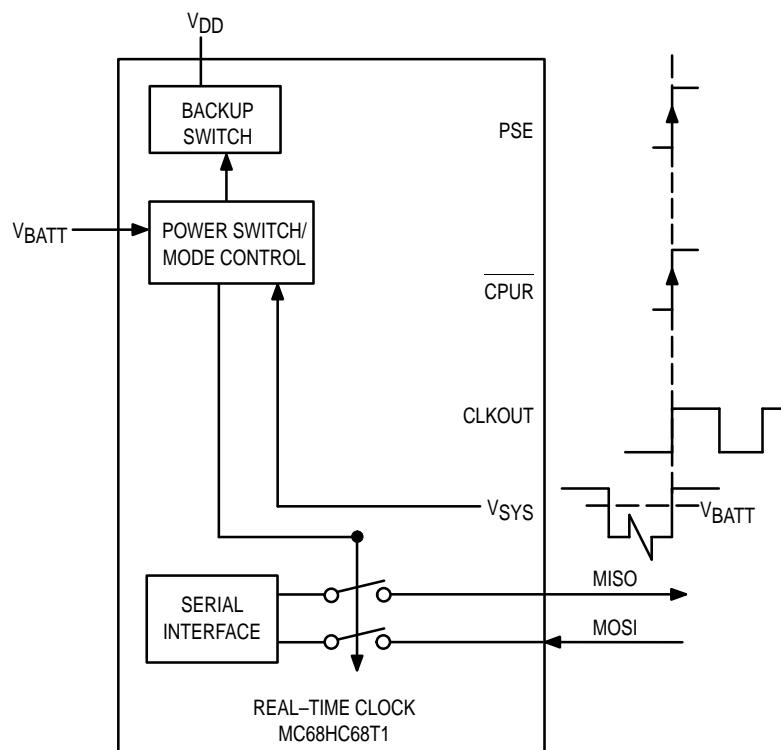 VDD
BACKUP
SWITCH
PSE
VBATT
POWER SWITCH/
MODE CONTROL
CPUR
CLKOUT
VSYS
VBATT
MISO
SERIAL
INTERFACE
MOSI
REAL–TIME CLOCK
MC68HC68T1